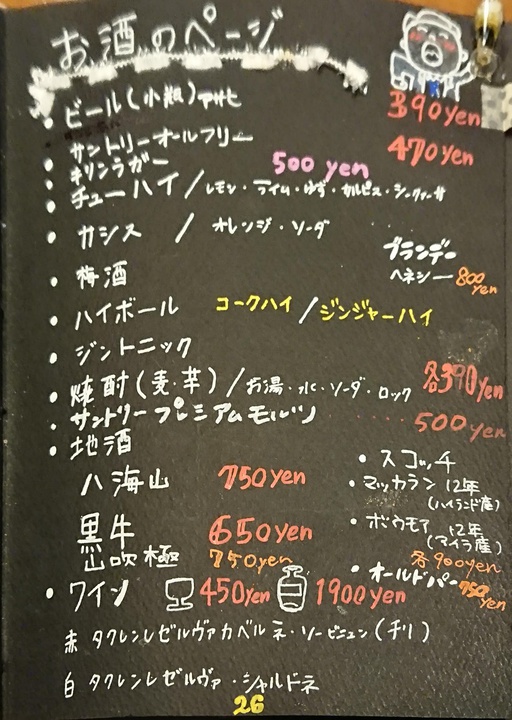 お酒のページ
・ビール(小瓶)アサヒ 390yen
・サントリーオールフリー 470yen
・キリンラガー 500 yen
・チューハイ/レモン・ライム・ゆず・カルピス・シークァーサ
・カシス / オレンジ・ソーダ
ブランデー
ヘネシー 800yen
・梅酒
・ハイボール コークハイ/ジンジャーハイ
・ジントニック
・焼酎(麦・芋)/お湯・水・ソーダ・ロック 各390yen
・サントリープレミアムモルツ 500yen
・地酒
八海山 750yen
黒牛 650yen
山吹極 750yen
・スコッチ
・マッカラン 12年
(ハイランド産)
・ボウモア 12年
(アイラ産)
各900yen
・オールドパー 750yen
・ワイン 450yen 1900yen
赤 タクンレゼルヴァカベルネ・ソービニュン(チリ)
白 タクンレゼルヴァ・シャルドネ
26